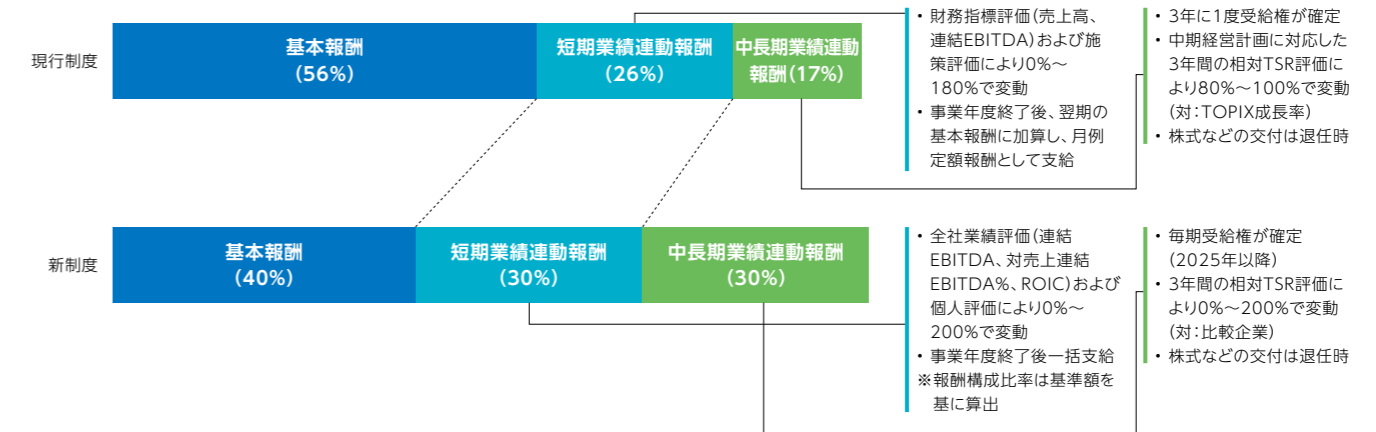 現行制度
基本報酬
(56%)
短期業績連動報酬
(26%)
中長期業績連動
報酬(17%)
・財務指標評価(売上高、
連結EBITDA)および施
策評価により0%～
180%で変動
・事業年度終了後、翌期の
基本報酬に加算し、月例
定額報酬として支給
・3年に1度受給権が確定
・中期経営計画に対応した
3年間の相対TSR評価に
より80%～100%で変動
(対：TOPIX成長率)
・株式などの交付は退任時
新制度
基本報酬
(40%)
短期業績連動報酬
(30%)
中長期業績連動報酬
(30%)
・全社業績評価(連結
EBITDA、対売上連結
EBITDA%、ROIC)および
個人評価により0%～
200%で変動
・事業年度終了後一括支給
※報酬構成比率は基準額を
基に算出
・毎期受給権が確定
(2025年以降)
・3年間の相対TSR評価に
より0%～200%で変動
(対：比較企業)
・株式などの交付は退任時